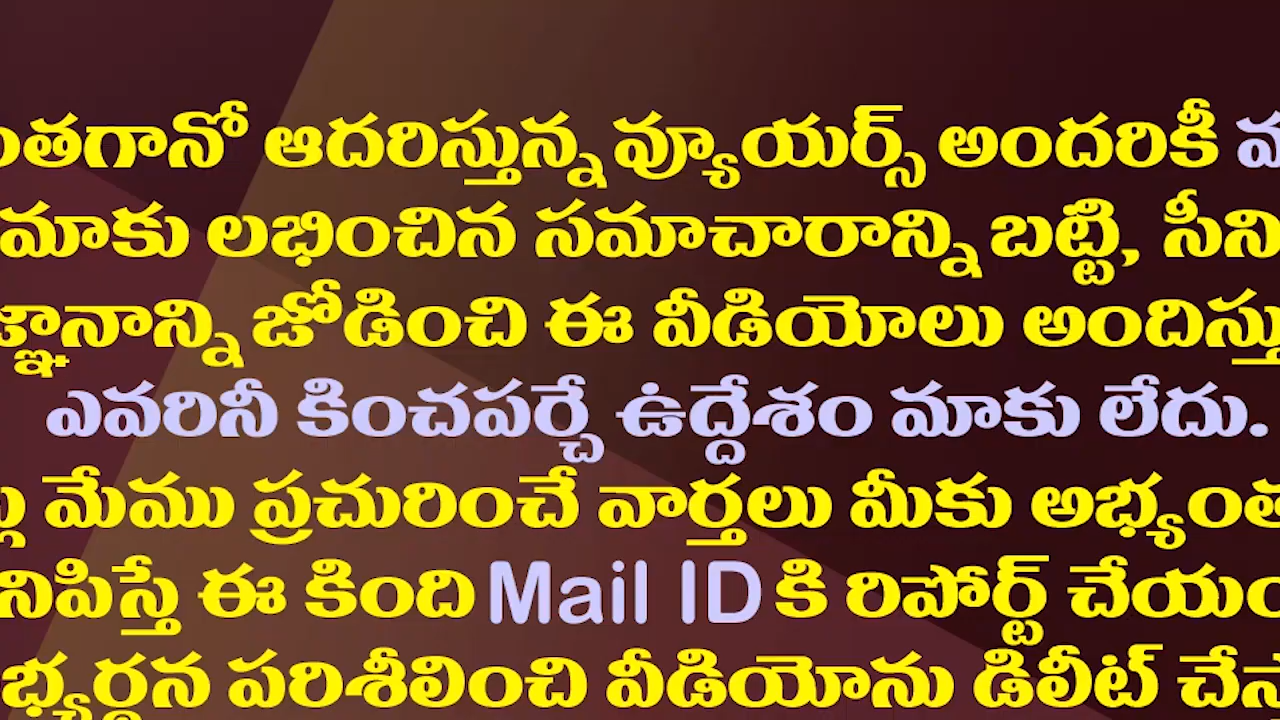 ఆదరిస్తున్న వ్యూయర్స్ అందరికీ
మాకు లభించిన సమాచారాన్ని బట్టి,
జోడించి ఈ వీడియోలు
ఎవరినీ కించపర్చే ఉద్దేశం మాకు లేదు.
మేము ప్రచురించే వార్తలు మీకు
ఈ కింది Mail ID కి రిపోర్ట్
పరిశీలించి వీడియోను డిలీట్